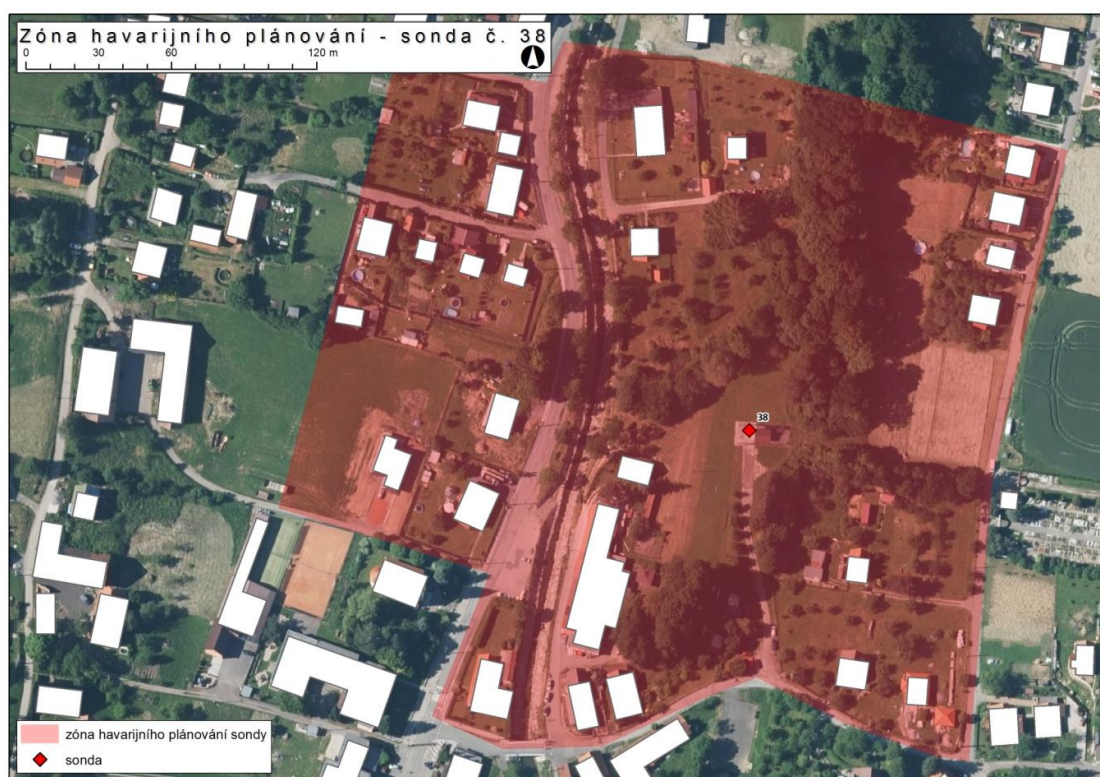 Zóna havarijního plánování - sonda č. 38
0 30 60 120 m
38
zóna havarijního plánování sondy
sonda